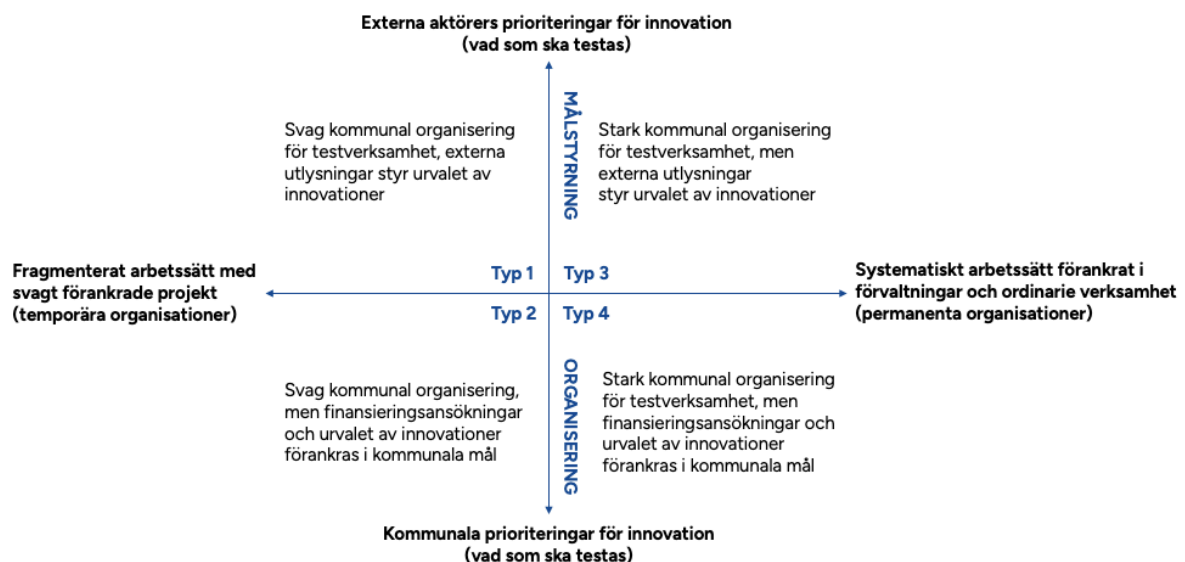 Externa aktörers prioriteringar för innovation
(vad som ska testas)
MÅLSTYRNING
Svag kommunal organisering
för testverksamhet, externa
utlysningar styr urvalet av
innovationer
Stark kommunal organisering
för testverksamhet, men
externa utlysningar
styr urvalet av innovationer
Fragmenterat arbetssätt med
svagt förankrade projekt
(temporära organisationer)
Typ 1
Typ 3
Typ 2
Typ 4
Systematiskt arbetssätt förankrat i
förvaltningar och ordinarie verksamhet
(permanenta organisationer)
ORGANISERING
Svag kommunal organisering,
men finansieringsansökningar
och urvalet av innovationer
förankras i kommunala mål
Stark kommunal organisering
för testverksamhet, men
finansieringsansökningar och
urvalet av innovationer
förankras i kommunala mål
Kommunala prioriteringar för innovation
(vad som ska testas)